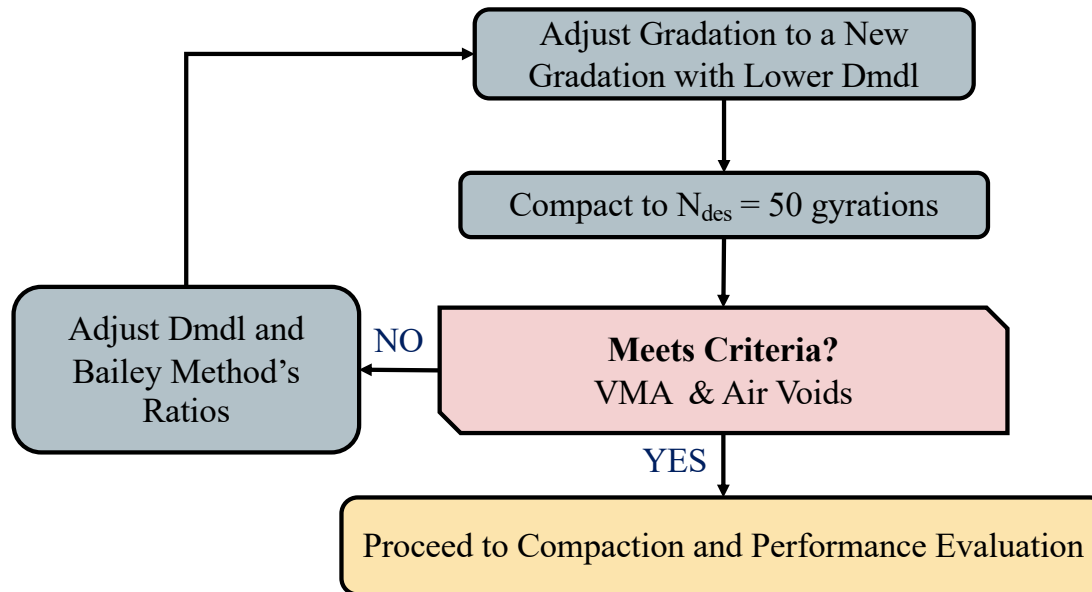 Adjust Gradation to a New
Gradation with Lower Dmdl
Compact to Ndes = 50 gyrations
Meets Criteria?
VMA & Air Voids
NO
Adjust Dmdl and
Bailey Method's
Ratios
YES
Proceed to Compaction and Performance Evaluation